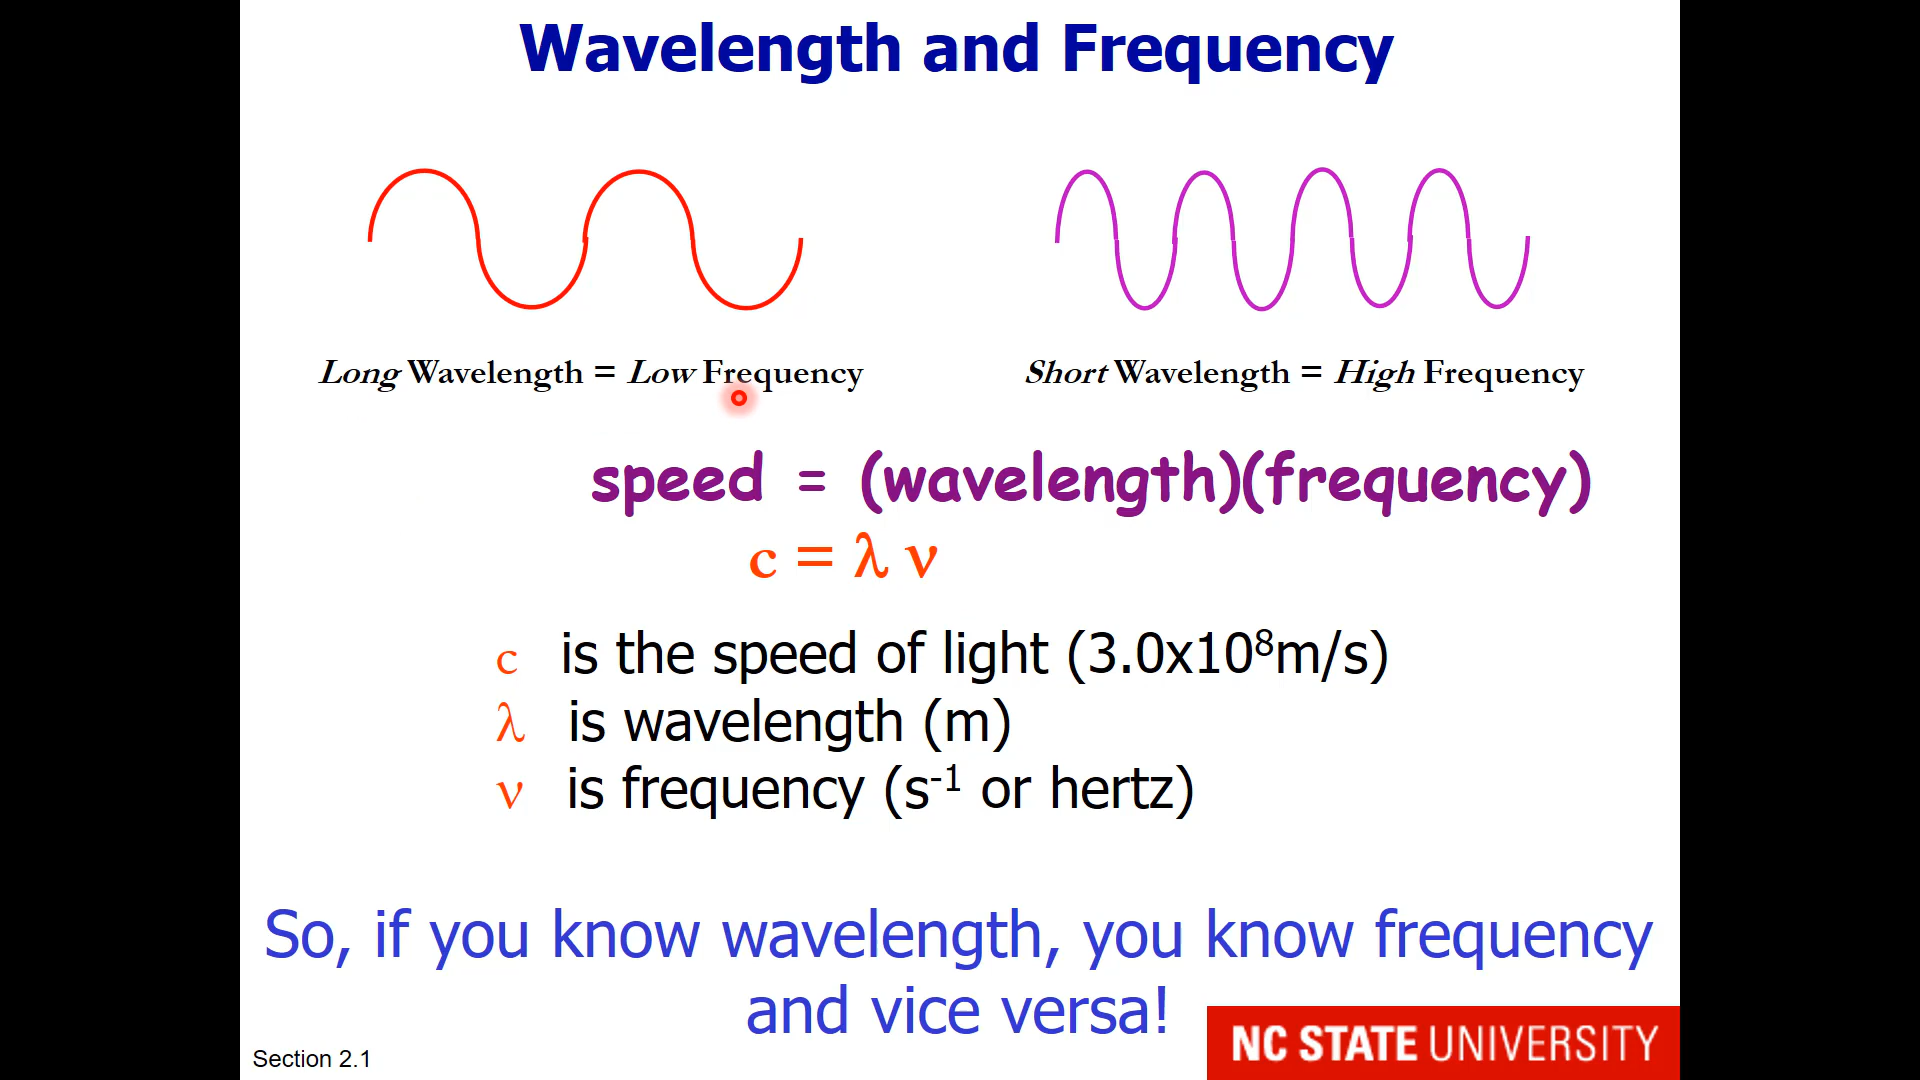 Wavelength and Frequency
Long Wavelength = Low Frequency
Short Wavelength = High Frequency
speed = (wavelength)(frequency)
c = λ ν
c is the speed of light (3.0x10⁸m/s)
λ is wavelength (m)
ν is frequency (s⁻¹ or hertz)
So, if you know wavelength, you know frequency
and vice versa!
NC STATE UNIVERSITY
Section 2.1